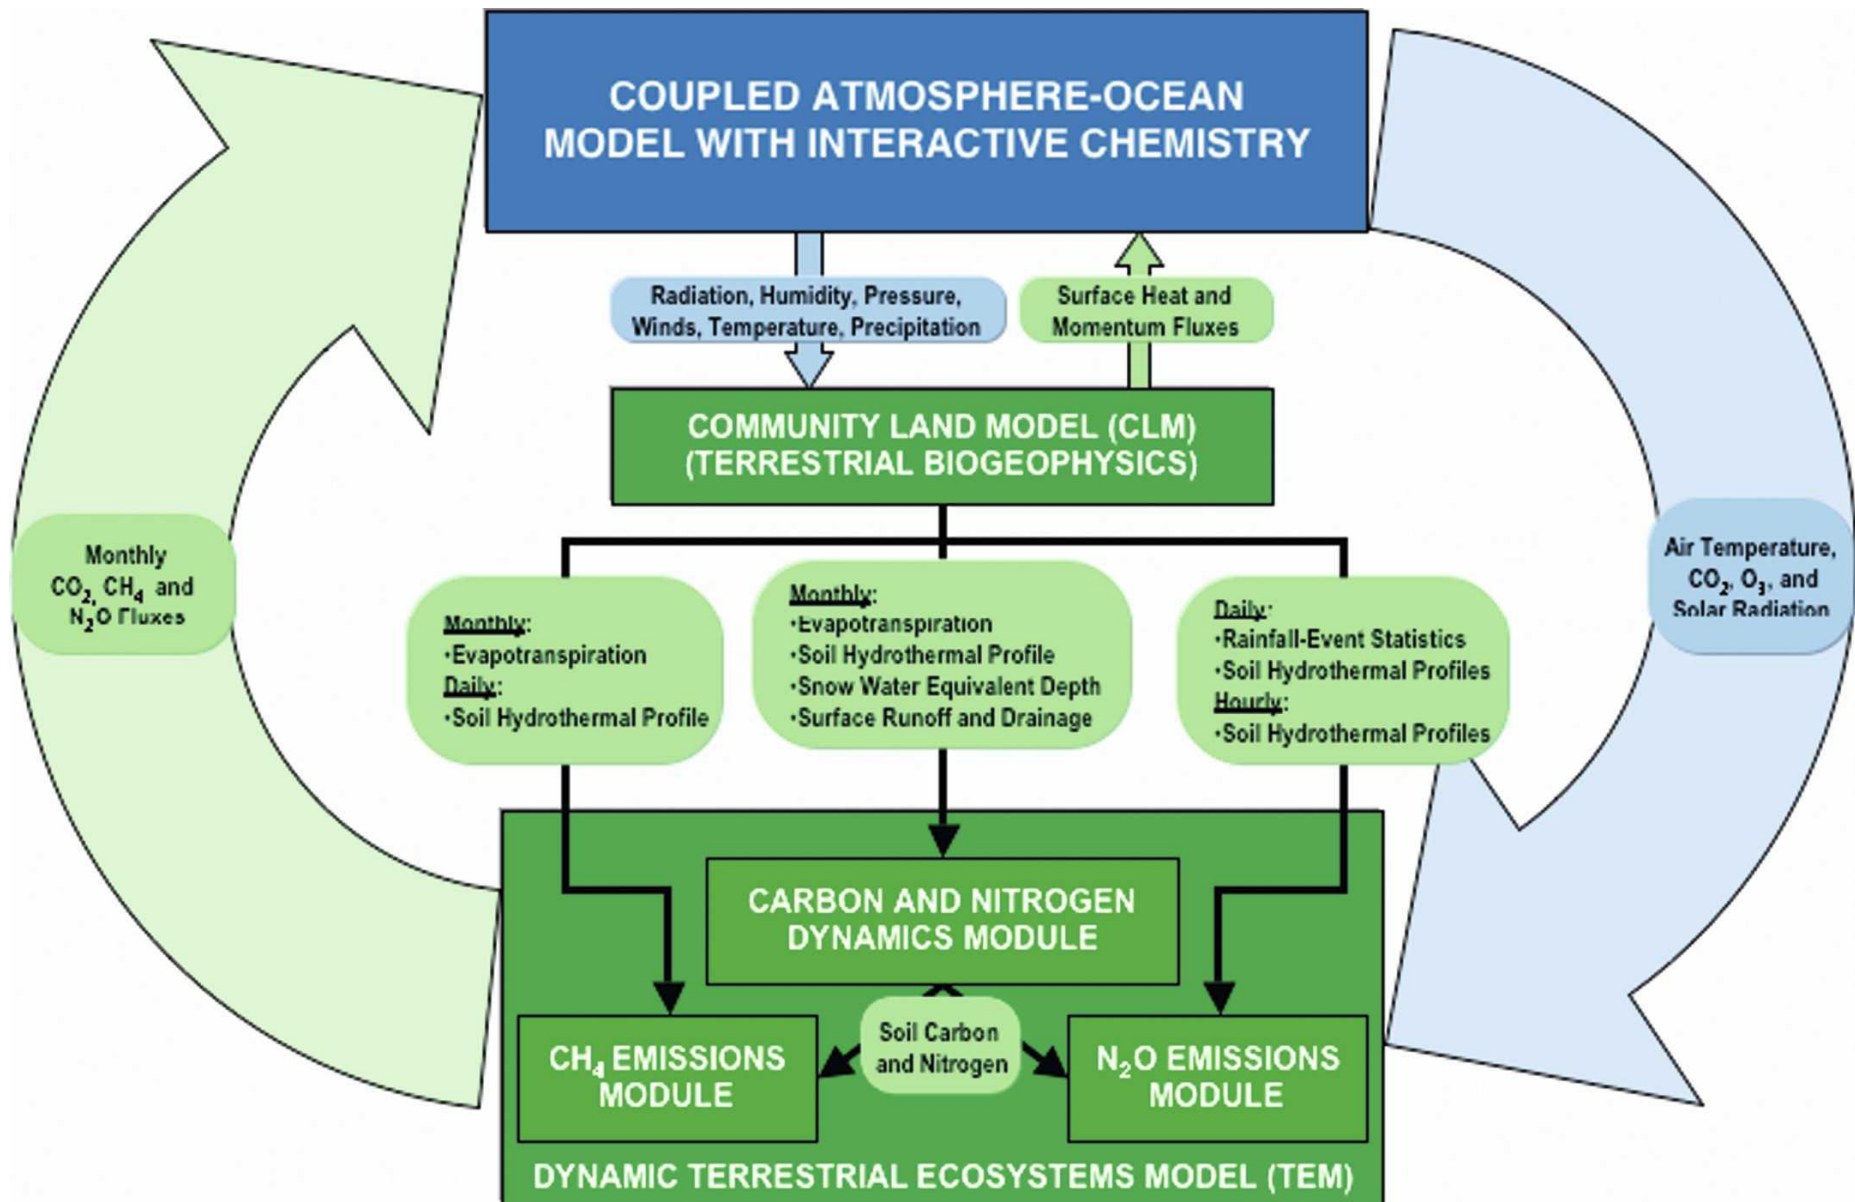 COUPLED ATMOSPHERE-OCEAN
MODEL WITH INTERACTIVE CHEMISTRY
Radiation, Humidity, Pressure,
Winds, Temperature, Precipitation
Surface Heat and
Momentum Fluxes
COMMUNITY LAND MODEL (CLM)
(TERRESTRIAL BIOGEOPHYSICS)
Monthly
CO₂, CH₄ and
N₂O Fluxes
Air Temperature,
CO₂, O₃, and
Solar Radiation
Monthly:
•Evapotranspiration
Daily:
•Soil Hydrothermal Profile
Monthly:
•Evapotranspiration
•Soil Hydrothermal Profile
•Snow Water Equivalent Depth
•Surface Runoff and Drainage
Daily:
•Rainfall-Event Statistics
•Soil Hydrothermal Profiles
Hourly:
•Soil Hydrothermal Profiles
CARBON AND NITROGEN
DYNAMICS MODULE
Soil Carbon
and Nitrogen
CH₄ EMISSIONS
MODULE
N₂O EMISSIONS
MODULE
DYNAMIC TERRESTRIAL ECOSYSTEMS MODEL (TEM)